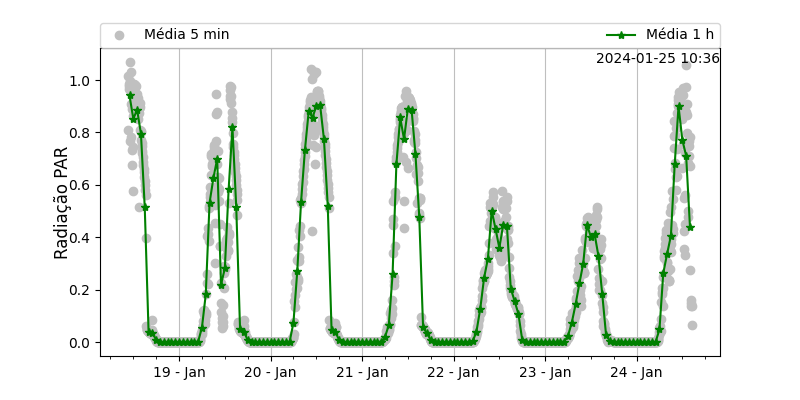 Média 5 min
Média 1 h
2024-01-25 10:36
Radiação PAR
1.0
0.8
0.6
0.4
0.2
0.0
19 - Jan
20 - Jan
21 - Jan
22 - Jan
23 - Jan
24 - Jan